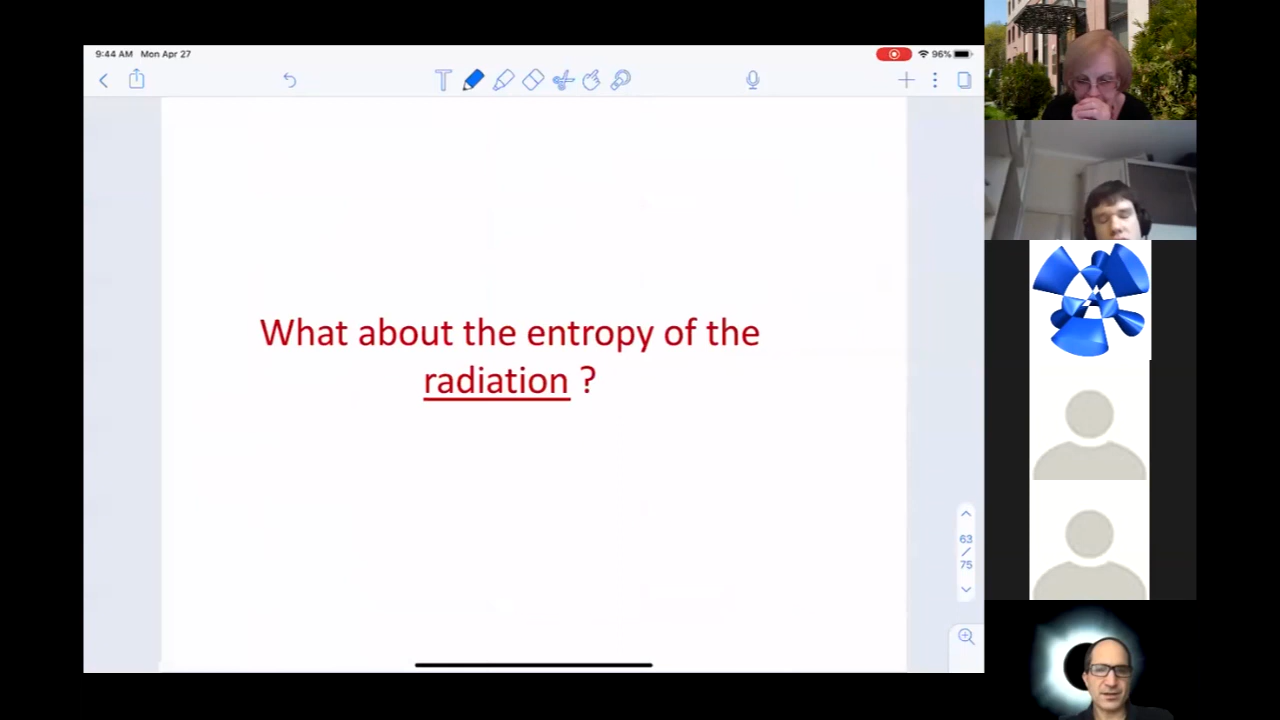 9:44 AM Mon Apr 27
96%
T
What about the entropy of the
radiation ?
63
/
75